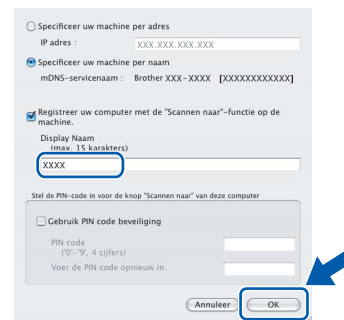 Specificeer uw machine per adres
IP adres : XXX.XXX.XXX.XXX
Specificeer uw machine per naam
mDNS-servicenaam : Brother XXX-XXXX [XXXXXXXXXXXX]
Registreer uw computer met de "Scannen naar"-functie op de
machine.
Display Naam
(max. 15 karakters)
XXXX
Stel de PIN-code in voor de knop "Scannen naar" van deze computer
Gebruik PIN code beveiliging
PIN code
('0'-'9', 4 cijfers)
Voer de PIN code opnieuw in
Annuleer OK